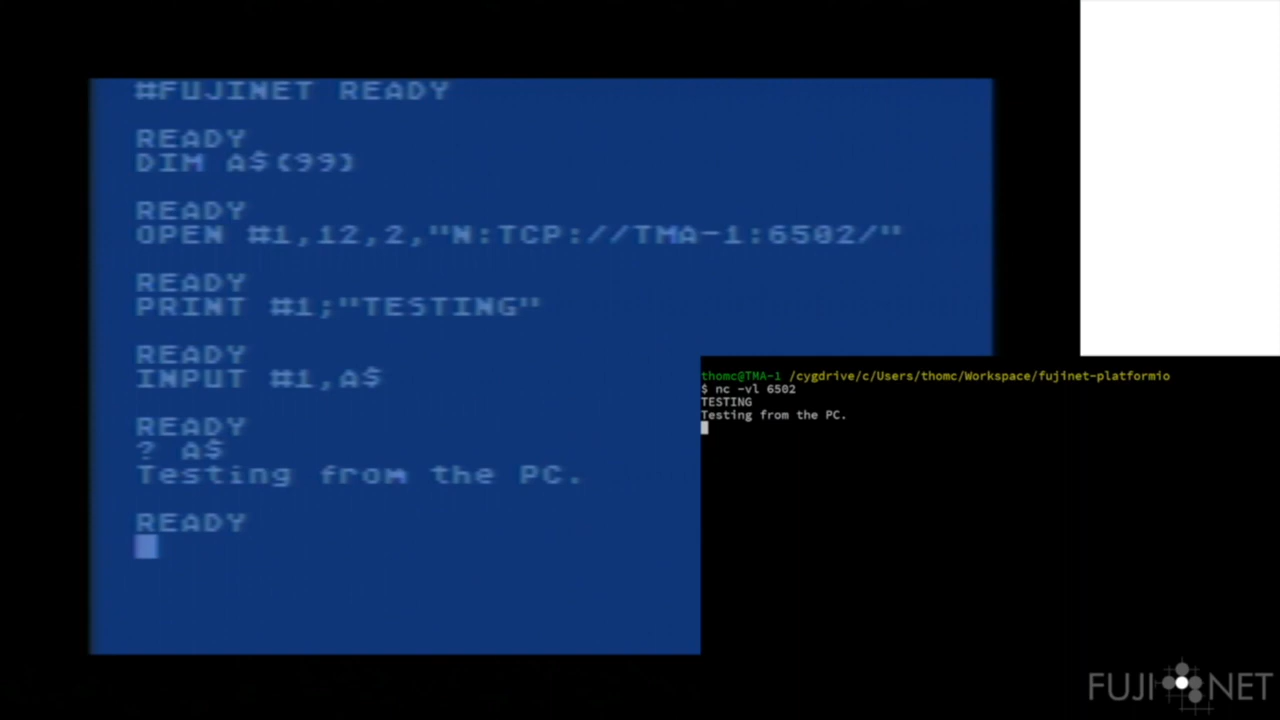 #FUJINET READY
READY
DIM A$(99)
READY
OPEN #1,12,2,"N:TCP://TMA-1:6502/"
READY
PRINT #1;"TESTING"
READY
INPUT #1,A$
READY
? A$
Testing from the PC.
READY
thomc@TMA-1 /cygdrive/c/Users/thomc/Workspace/fujinet-platformio
$ nc -vl 6502
TESTING
Testing from the PC.
FUJINET